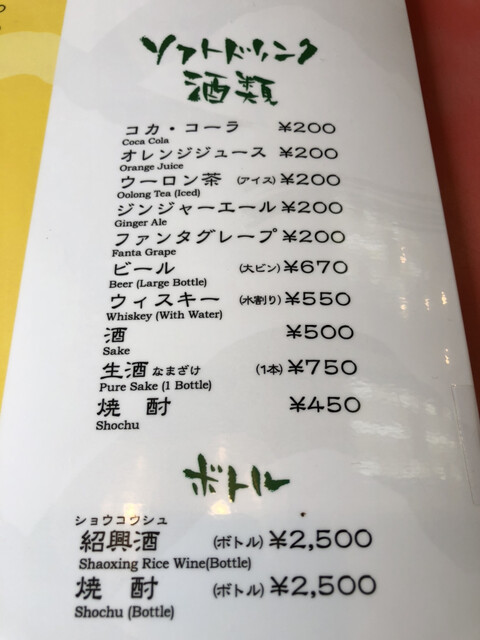 ソフトドリンク
酒類
コカ・コーラ ¥200
Coca Cola
オレンジジュース ¥200
Orange Juice
ウーロン茶 (アイス) ¥200
Oolong Tea (Iced)
ジンジャーエール ¥200
Ginger Ale
ファンタグレープ ¥200
Fanta Grape
ビール (大ビン) ¥670
Beer (Large Bottle)
ウィスキー (水割り) ¥550
Whiskey (With Water)
酒 ¥500
Sake
生酒 なまざけ (1本) ¥750
Pure Sake (1 Bottle)
焼酎 ¥450
Shochu
ボトル
ショウコウシュ
紹興酒 (ボトル) ¥2,500
Shaoxing Rice Wine(Bottle)
焼酎 (ボトル) ¥2,500
Shochu (Bottle)